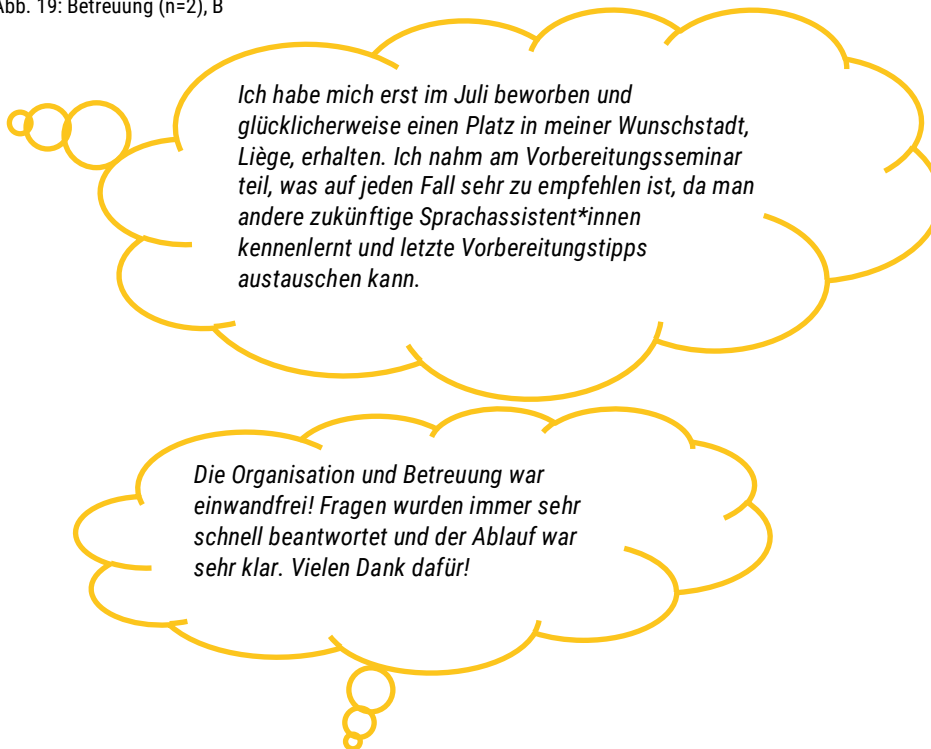 Abb. 19: Betreuung (n=2), B
Ich habe mich erst im Juli beworben und
glücklicherweise einen Platz in meiner Wunschstadt,
Liège, erhalten. Ich nahm am Vorbereitungsseminar
teil, was auf jeden Fall sehr zu empfehlen ist, da man
andere zukünftige Sprachassistent*innen
kennenlernt und letzte Vorbereitungstipps
austauschen kann.
Die Organisation und Betreuung war
einwandfrei! Fragen wurden immer sehr
schnell beantwortet und der Ablauf war
sehr klar. Vielen Dank dafür!